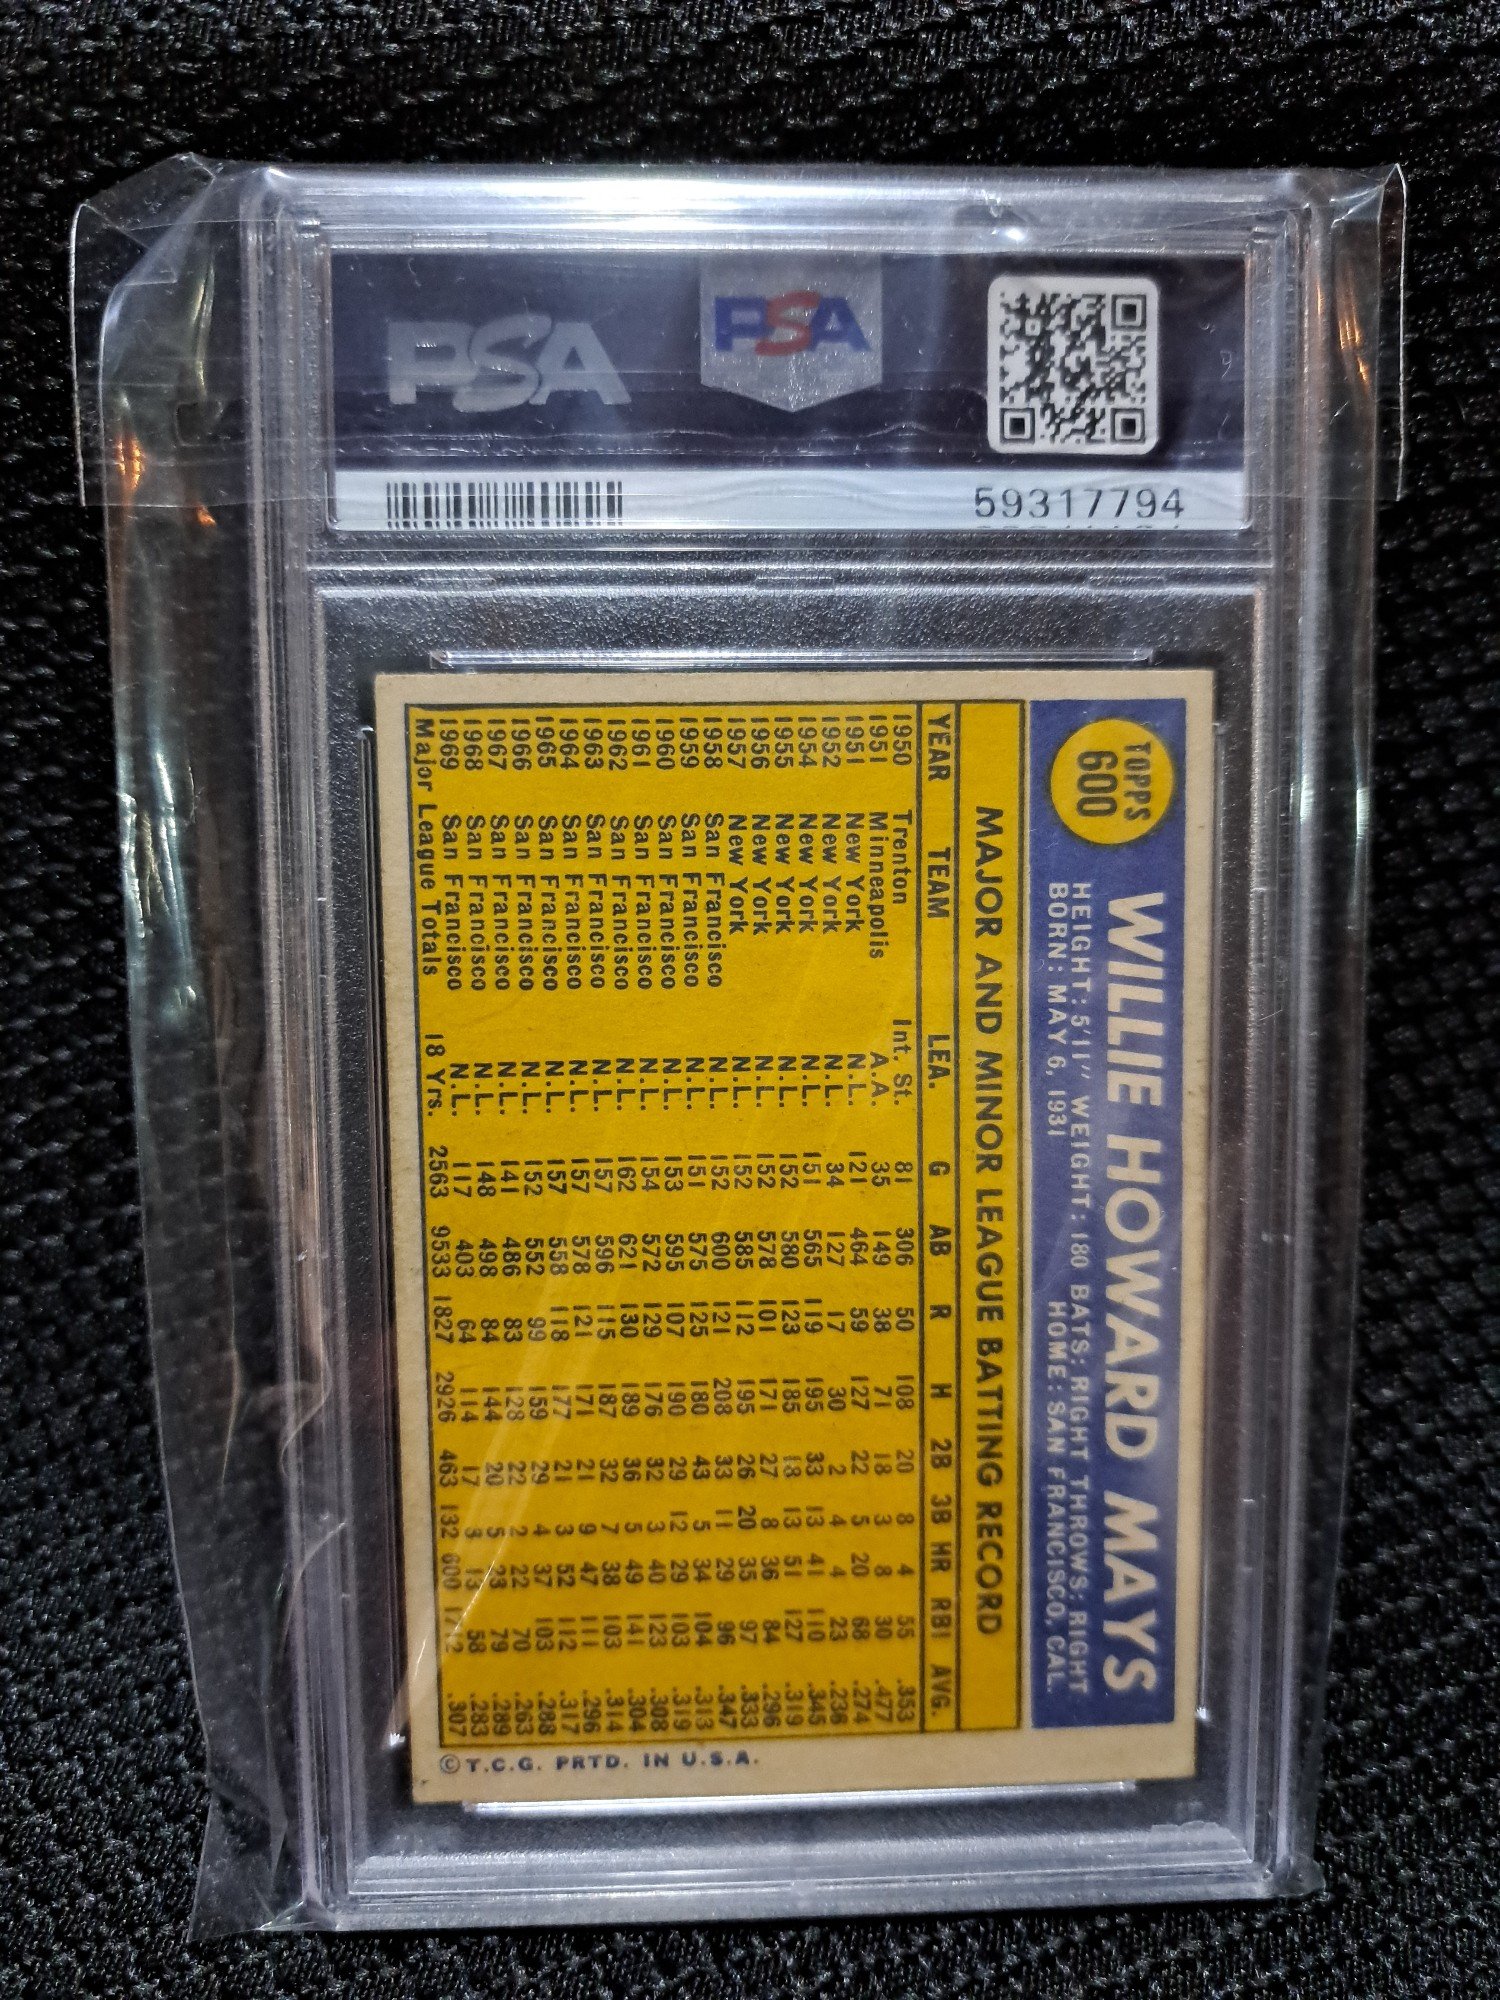 PSA
PSA
59317794
TOPPS
600
WILLIE HOWARD MAYS
HEIGHT: 5'11" WEIGHT: 180 BATS: RIGHT THROWS: RIGHT
BORN: MAY 6, 1931 HOME: SAN FRANCISCO, CAL.
MAJOR AND MINOR LEAGUE BATTING RECORD
YEAR TEAM LEA. G AB R H 2B 3B HR RBI AVG.
1950 Trenton Int. St. 81 306 50 108 20 8 4 55 .353
1951 Minneapolis A.A. 35 149 38 71 18 3 8 30 .477
1951 New York N.L. 121 464 59 127 22 5 20 68 .274
1952 New York N.L. 34 127 17 30 2 4 4 23 .236
1954 New York N.L. 151 565 119 195 33 13 41 110 .345
1955 New York N.L. 152 580 123 185 18 13 51 127 .319
1956 New York N.L. 152 578 101 171 27 8 36 84 .296
1957 New York N.L. 152 585 112 195 26 20 35 97 .333
1958 San Francisco N.L. 152 600 121 208 33 11 29 96 .347
1959 San Francisco N.L. 151 575 125 180 43 5 34 104 .313
1960 San Francisco N.L. 153 595 107 190 29 12 29 103 .319
1961 San Francisco N.L. 154 572 129 176 32 3 40 123 .308
1962 San Francisco N.L. 162 621 130 189 36 5 49 141 .304
1963 San Francisco N.L. 157 596 115 187 32 7 38 103 .314
1964 San Francisco N.L. 157 578 121 171 21 9 47 111 .296
1965 San Francisco N.L. 157 558 118 177 21 3 52 112 .317
1966 San Francisco N.L. 152 552 99 159 29 4 37 103 .288
1967 San Francisco N.L. 141 486 83 128 22 2 22 70 .263
1968 San Francisco N.L. 148 498 84 144 20 5 23 79 .289
1969 San Francisco N.L. 117 403 64 114 17 3 13 58 .283
Major League Totals 18 Yrs. 2563 9533 1827 2926 463 132 600 1712 .307
©T.C.G. PRTD. IN U.S.A.